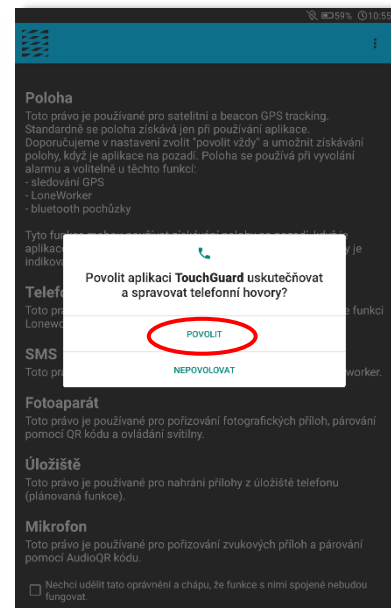 59% 10:55
Poloha
Toto právo je používané pro satelitní a beacon GPS tracking.
Standardně se poloha získává jen při používání aplikace.
Doporučujeme v nastavení zvolit "povolit vždy" a umožnit získávání
polohy, když je aplikace na pozadí. Poloha se používá při vyvolání
alarmu a volitelně u těchto funkcí:
- sledování GPS
- LoneWorker
- bluetooth pochůzky
Tyto
aplikac
y je
indikov
Povolit aplikaci TouchGuard uskutečňovat
a spravovat telefonní hovory?
POVOLIT
NEPOVOLOVAT
Telef
Toto pr
e funkci
Lonewo
SMS
Toto pr
worker.
Fotoaparát
Toto právo je používané pro pořizování fotografických příloh, párování
pomocí QR kódu a ovládání svítilny.
Úložiště
Toto právo je používané pro nahrání přílohy z úložiště telefonu
(plánovaná funkce).
Mikrofon
Toto právo je používané pro pořizování zvukových příloh a párování
pomocí AudioQR kódu.
Nechci udělit tato oprávnění a chápu, že funkce s nimi spojené nebudou
fungovat.